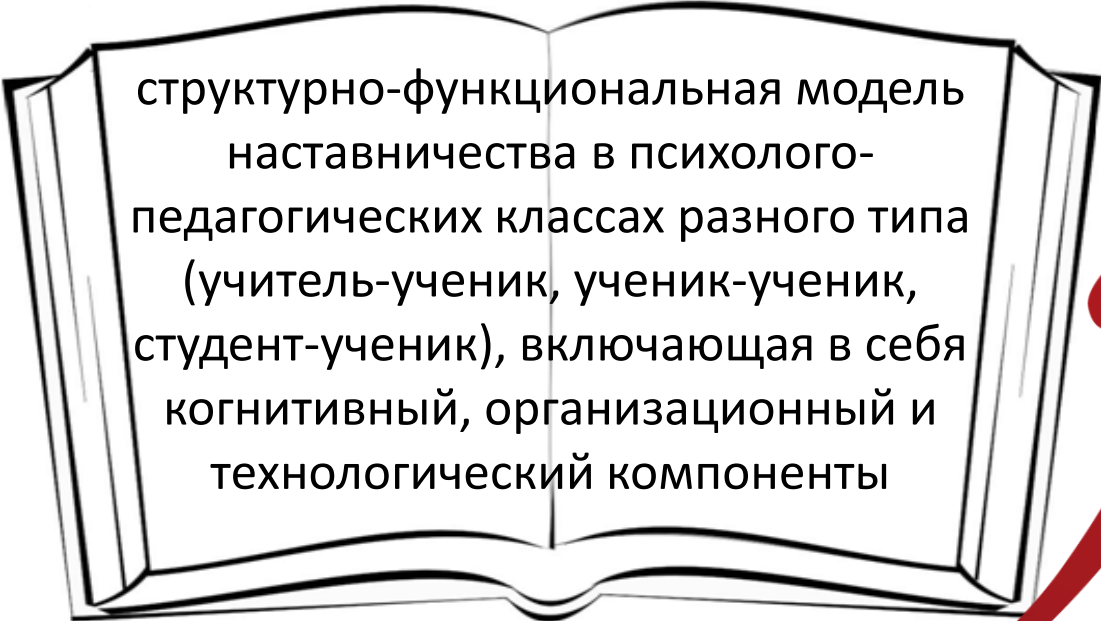 структурно-функциональная модель
наставничества в психолого-
педагогических классах разного типа
(учитель-ученик, ученик-ученик,
студент-ученик), включающая в себя
когнитивный, организационный и
технологический компоненты